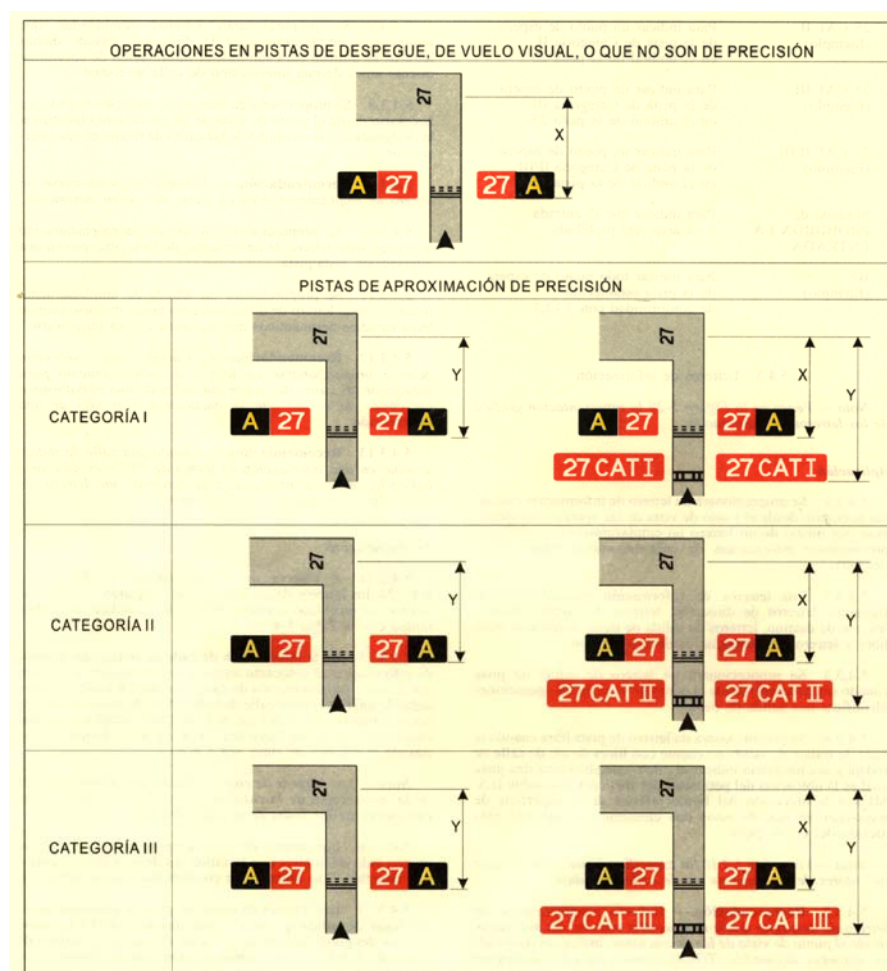 OPERACIONES EN PISTAS DE DESPEGUE, DE VUELO VISUAL, O QUE NO SON DE PRECISIÓN
27
X
A 27 27 A
PISTAS DE APROXIMACIÓN DE PRECISIÓN
CATEGORÍA I
27
Y
A 27 27 A
27
X
Y
A 27 27 A
27 CAT I 27 CAT I
CATEGORÍA II
27
Y
A 27 27 A
27
X
Y
A 27 27 A
27 CAT II 27 CAT II
CATEGORÍA III
27
Y
A 27 27 A
27
X
Y
A 27 27 A
27 CAT III 27 CAT III